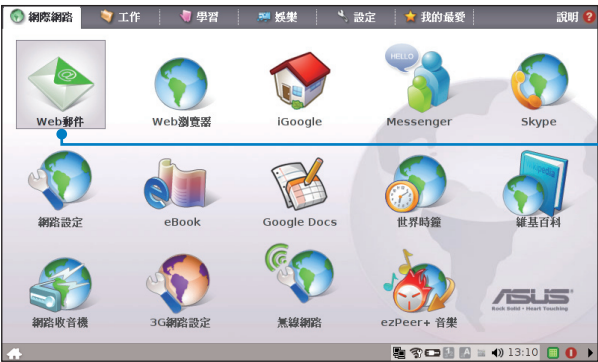 網際網路 工作 學習 娛樂 設定 我的最愛 說明 ?
HELLO
Web郵件 Web瀏覽器 iGoogle Messenger Skype
網路設定 eBook Google Docs 世界時鐘 維基百科
網路收音機 3G網路設定 無線網路 ezPeer+ 音樂
ASUS
Rock Solid • Heart Touching
13:10